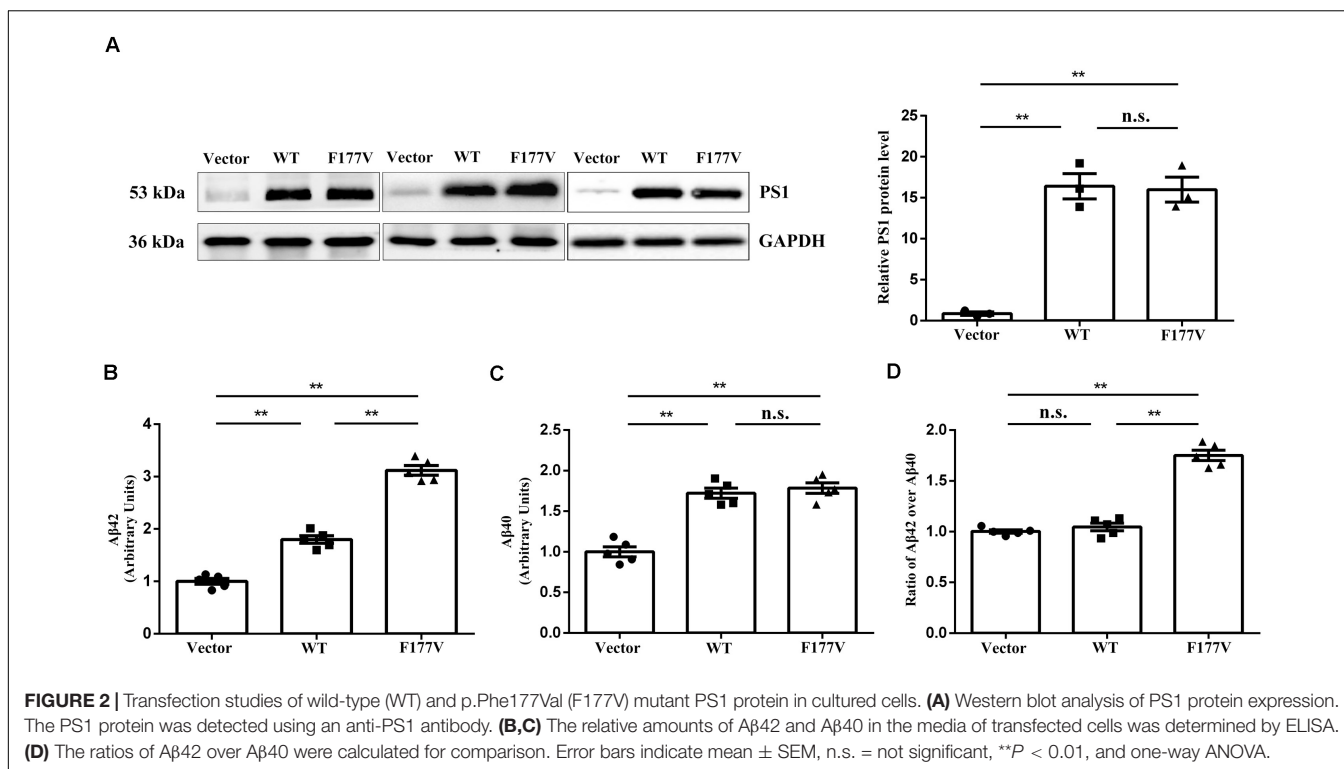 A
Vector WT F177V Vector WT F177V Vector WT F177V
53 kDa PS1
36 kDa GAPDH
**
** n.s.
Relative PS1 protein level
25
20
15
10
5
0
Vector WT F177V
B
**
** **
Aβ42
(Arbitrary Units)
4
3
2
1
0
Vector WT F177V
C
**
** n.s.
Aβ40
(Arbitrary Units)
2.5
2.0
1.5
1.0
0.5
0.0
Vector WT F177V
D
**
n.s. **
Ratio of Aβ42 over Aβ40
2.0
1.5
1.0
0.5
0.0
Vector WT F177V
FIGURE 2 | Transfection studies of wild-type (WT) and p.Phe177Val (F177V) mutant PS1 protein in cultured cells. (A) Western blot analysis of PS1 protein expression.
The PS1 protein was detected using an anti-PS1 antibody. (B,C) The relative amounts of Aβ42 and Aβ40 in the media of transfected cells was determined by ELISA.
(D) The ratios of Aβ42 over Aβ40 were calculated for comparison. Error bars indicate mean ± SEM, n.s. = not significant, **P < 0.01, and one-way ANOVA.